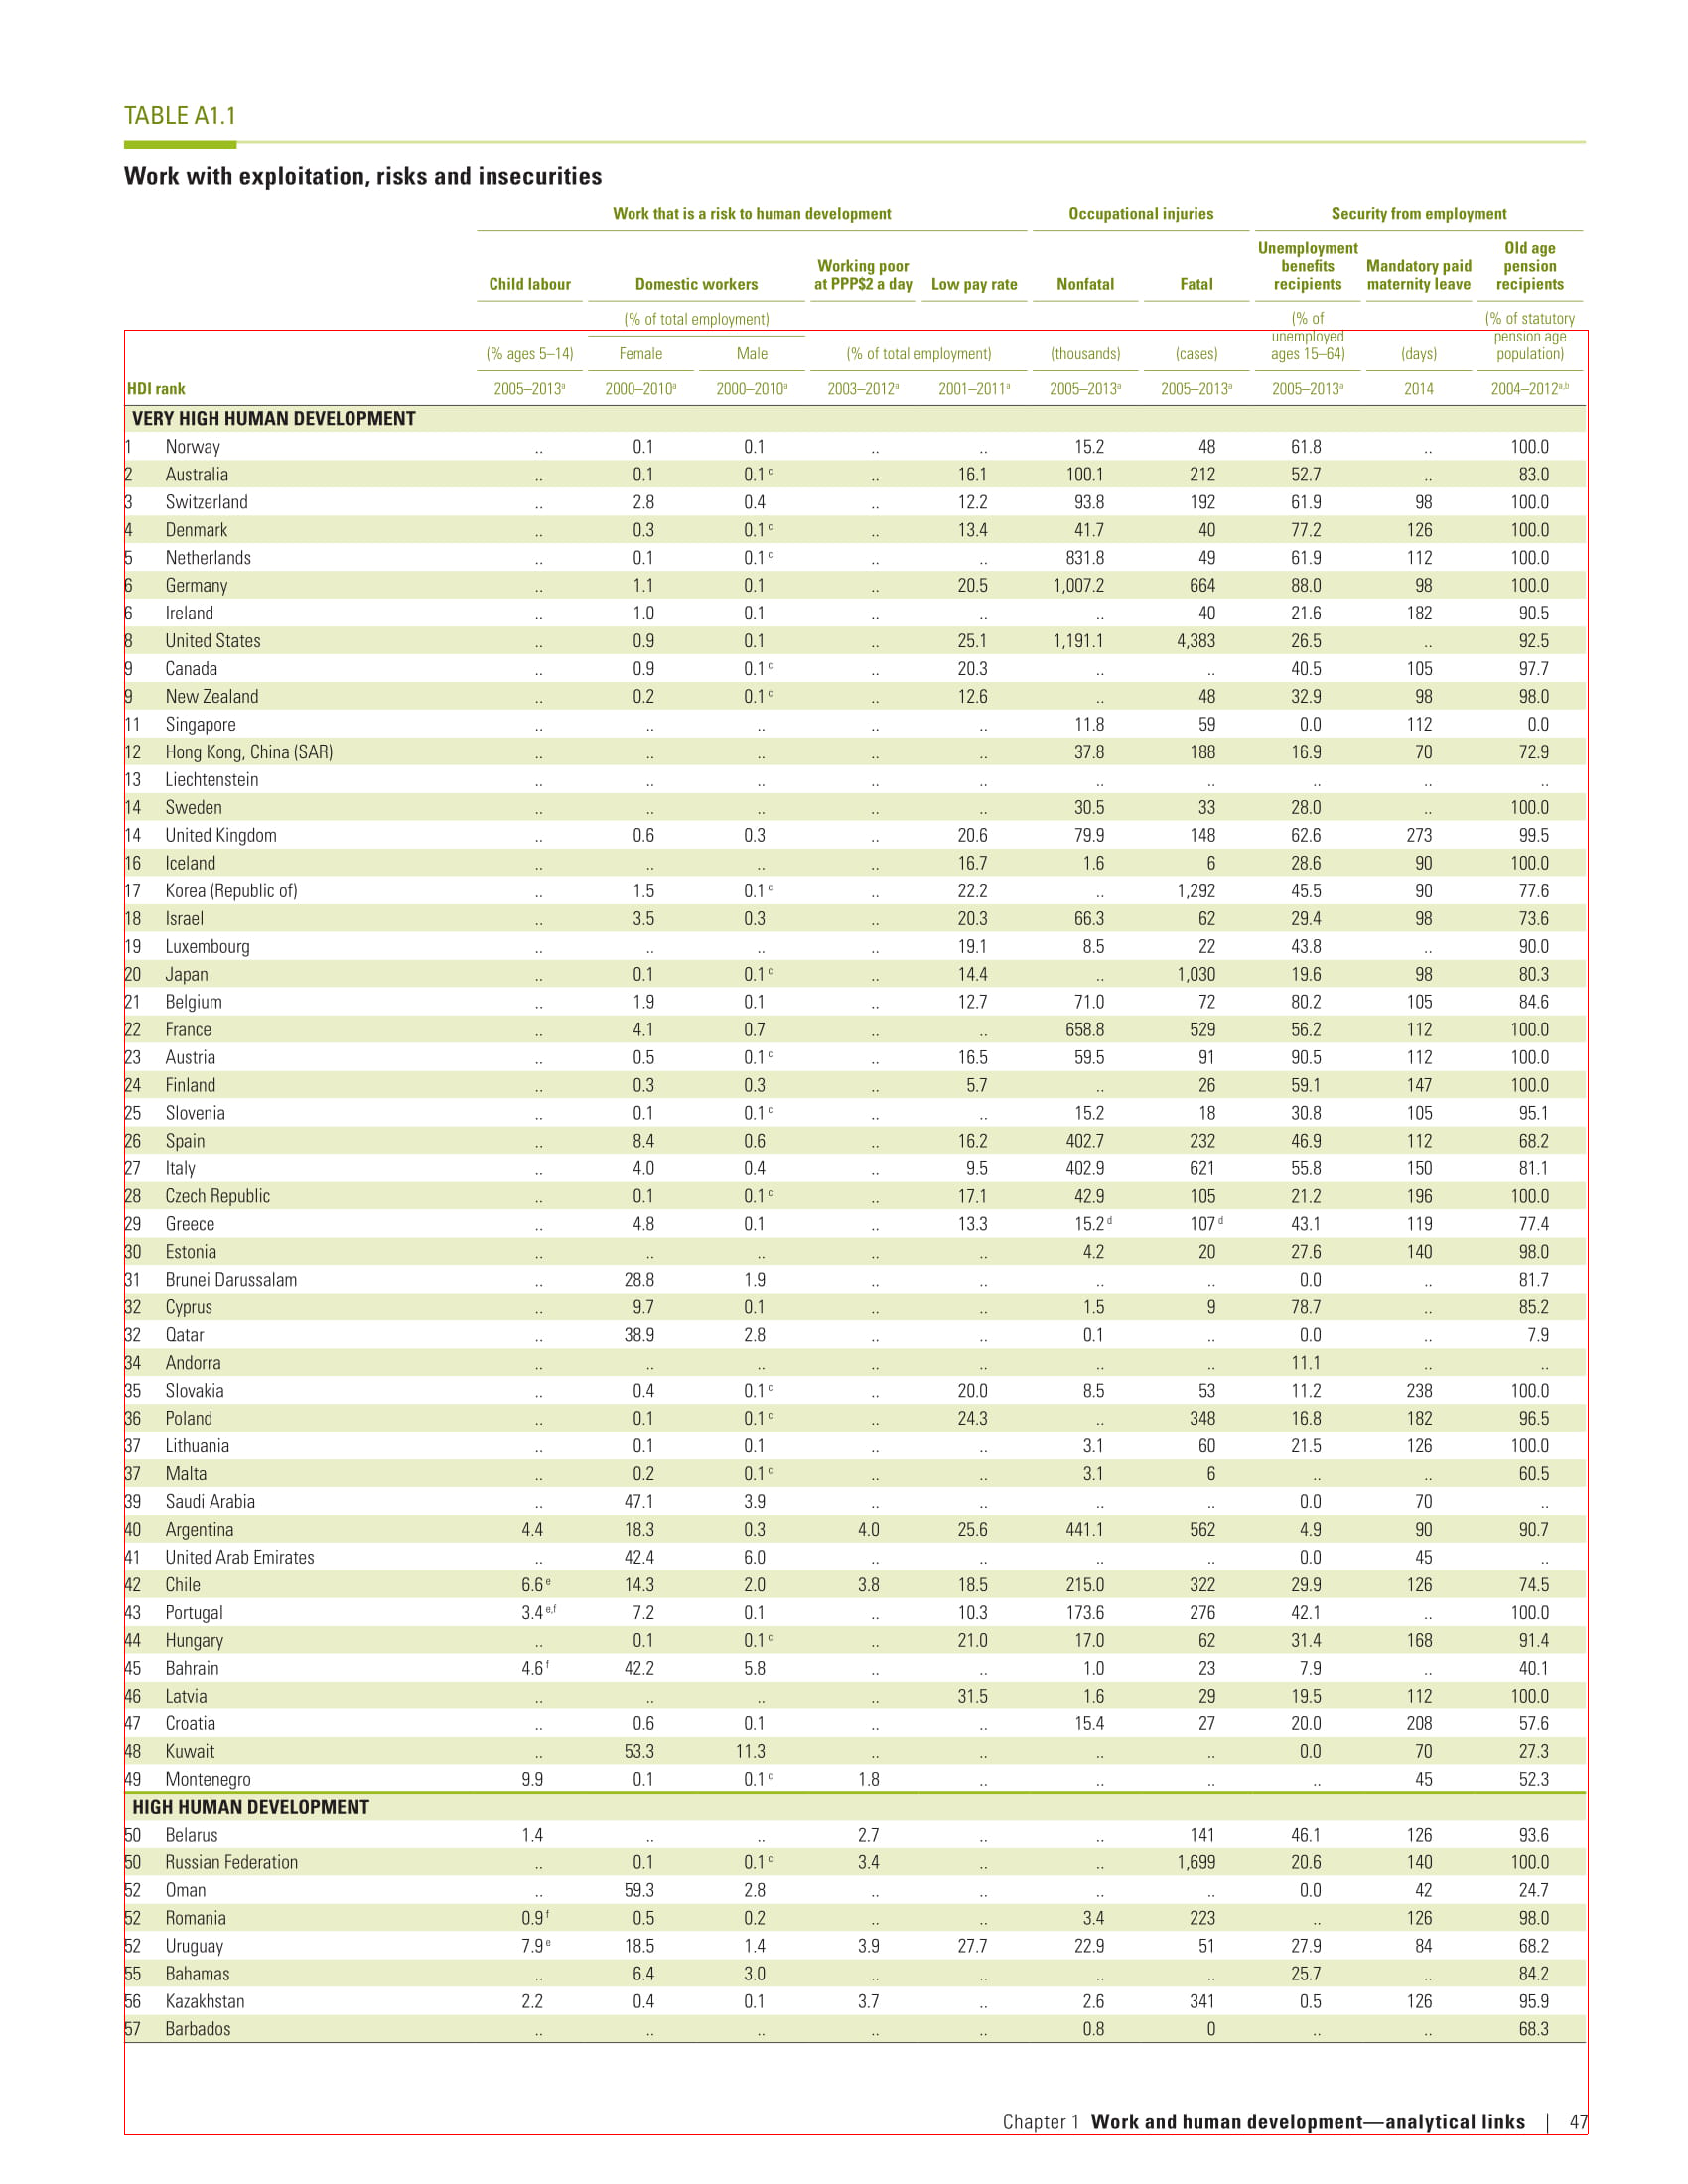 TABLE A1.1
Work with exploitation, risks and insecurities
Work that is a risk to human development Occupational injuries Security from employment
Child labour Domestic workers Working poor at PPP$2 a day Low pay rate Nonfatal Fatal Unemployment benefits recipients Mandatory paid maternity leave Old age pension recipients
(% of total employment) (% of unemployed ages 15–64) (% of statutory pension age population)
(% ages 5–14) Female Male (% of total employment) (thousands) (cases) (days)
HDI rank 2005–2013a 2000–2010a 2000–2010a 2003–2012a 2001–2011a 2005–2013a 2005–2013a 2005–2013a 2014 2004–2012a,b
VERY HIGH HUMAN DEVELOPMENT
1 Norway .. 0.1 0.1 .. .. 15.2 48 61.8 .. 100.0
2 Australia .. 0.1 0.1 c .. 16.1 100.1 212 52.7 .. 83.0
3 Switzerland .. 2.8 0.4 .. 12.2 93.8 192 61.9 98 100.0
4 Denmark .. 0.3 0.1 c .. 13.4 41.7 40 77.2 126 100.0
5 Netherlands .. 0.1 0.1 c .. .. 831.8 49 61.9 112 100.0
6 Germany .. 1.1 0.1 .. 20.5 1,007.2 664 88.0 98 100.0
6 Ireland .. 1.0 0.1 .. .. .. 40 21.6 182 90.5
8 United States .. 0.9 0.1 .. 25.1 1,191.1 4,383 26.5 .. 92.5
9 Canada .. 0.9 0.1 c .. 20.3 .. .. 40.5 105 97.7
9 New Zealand .. 0.2 0.1 c .. 12.6 .. 48 32.9 98 98.0
11 Singapore .. .. .. .. .. 11.8 59 0.0 112 0.0
12 Hong Kong, China (SAR) .. .. .. .. .. 37.8 188 16.9 70 72.9
13 Liechtenstein .. .. .. .. .. .. .. .. .. ..
14 Sweden .. .. .. .. .. 30.5 33 28.0 .. 100.0
14 United Kingdom .. 0.6 0.3 .. 20.6 79.9 148 62.6 273 99.5
16 Iceland .. .. .. .. 16.7 1.6 6 28.6 90 100.0
17 Korea (Republic of) .. 1.5 0.1 c .. 22.2 .. 1,292 45.5 90 77.6
18 Israel .. 3.5 0.3 .. 20.3 66.3 62 29.4 98 73.6
19 Luxembourg .. .. .. .. 19.1 8.5 22 43.8 .. 90.0
20 Japan .. 0.1 0.1 c .. 14.4 .. 1,030 19.6 98 80.3
21 Belgium .. 1.9 0.1 .. 12.7 71.0 72 80.2 105 84.6
22 France .. 4.1 0.7 .. .. 658.8 529 56.2 112 100.0
23 Austria .. 0.5 0.1 c .. 16.5 59.5 91 90.5 112 100.0
24 Finland .. 0.3 0.3 .. 5.7 .. 26 59.1 147 100.0
25 Slovenia .. 0.1 0.1 c .. .. 15.2 18 30.8 105 95.1
26 Spain .. 8.4 0.6 .. 16.2 402.7 232 46.9 112 68.2
27 Italy .. 4.0 0.4 .. 9.5 402.9 621 55.8 150 81.1
28 Czech Republic .. 0.1 0.1 c .. 17.1 42.9 105 21.2 196 100.0
29 Greece .. 4.8 0.1 .. 13.3 15.2 d 107 d 43.1 119 77.4
30 Estonia .. .. .. .. .. 4.2 20 27.6 140 98.0
31 Brunei Darussalam .. 28.8 1.9 .. .. .. .. 0.0 .. 81.7
32 Cyprus .. 9.7 0.1 .. .. 1.5 9 78.7 .. 85.2
32 Qatar .. 38.9 2.8 .. .. 0.1 .. 0.0 .. 7.9
34 Andorra .. .. .. .. .. .. .. 11.1 .. ..
35 Slovakia .. 0.4 0.1 c .. 20.0 8.5 53 11.2 238 100.0
36 Poland .. 0.1 0.1 c .. 24.3 .. 348 16.8 182 96.5
37 Lithuania .. 0.1 0.1 .. .. 3.1 60 21.5 126 100.0
37 Malta .. 0.2 0.1 c .. .. 3.1 6 .. .. 60.5
39 Saudi Arabia .. 47.1 3.9 .. .. .. .. 0.0 70 ..
40 Argentina 4.4 18.3 0.3 4.0 25.6 441.1 562 4.9 90 90.7
41 United Arab Emirates .. 42.4 6.0 .. .. .. .. 0.0 45 ..
42 Chile 6.6 e 14.3 2.0 3.8 18.5 215.0 322 29.9 126 74.5
43 Portugal 3.4 e,f 7.2 0.1 .. 10.3 173.6 276 42.1 .. 100.0
44 Hungary .. 0.1 0.1 c .. 21.0 17.0 62 31.4 168 91.4
45 Bahrain 4.6 f 42.2 5.8 .. .. 1.0 23 7.9 .. 40.1
46 Latvia .. .. .. .. 31.5 1.6 29 19.5 112 100.0
47 Croatia .. 0.6 0.1 .. .. 15.4 27 20.0 208 57.6
48 Kuwait .. 53.3 11.3 .. .. .. .. 0.0 70 27.3
49 Montenegro 9.9 0.1 0.1 c 1.8 .. .. .. .. 45 52.3
HIGH HUMAN DEVELOPMENT
50 Belarus 1.4 .. .. 2.7 .. .. 141 46.1 126 93.6
50 Russian Federation .. 0.1 0.1 c 3.4 .. .. 1,699 20.6 140 100.0
52 Oman .. 59.3 2.8 .. .. .. .. 0.0 42 24.7
52 Romania 0.9 f 0.5 0.2 .. .. 3.4 223 .. 126 98.0
52 Uruguay 7.9 e 18.5 1.4 3.9 27.7 22.9 51 27.9 84 68.2
55 Bahamas .. 6.4 3.0 .. .. .. .. 25.7 .. 84.2
56 Kazakhstan 2.2 0.4 0.1 3.7 .. 2.6 341 0.5 126 95.9
57 Barbados .. .. .. .. .. 0.8 0 .. .. 68.3
Chapter 1 Work and human development—analytical links | 47